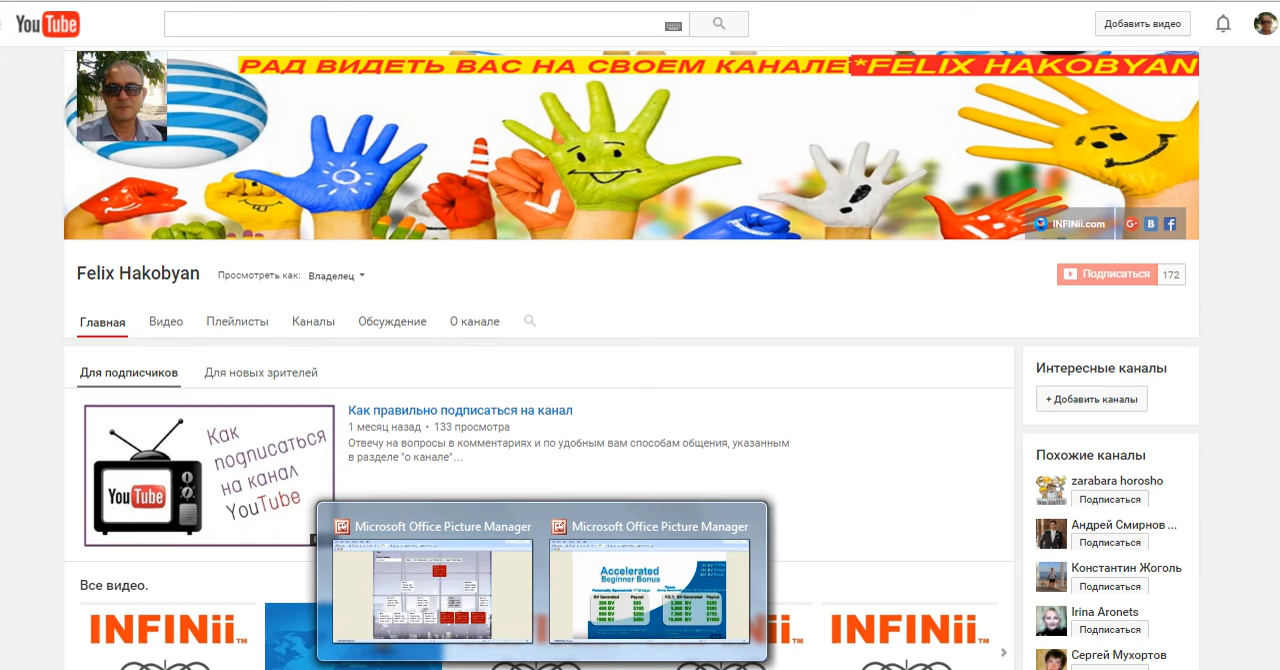 YouTube
Добавить видео
РАД ВИДЕТЬ ВАС НА СВОЕМ КАНАЛЕ *FELIX HAKOBYAN
INFINii.com
Felix Hakobyan
Просмотреть как: Владелец
Подписаться 172
Главная Видео Плейлисты Каналы Обсуждение О канале
Для подписчиков Для новых зрителей
Как подписаться на канал YouTube
YouTube
Как правильно подписаться на канал
1 месяц назад • 133 просмотра
Отвечу на вопросы в комментариях и по удобным вам способам общения, указанным
в разделе "о канале"...
Интересные каналы
+ Добавить каналы
Похожие каналы
zarabara horosho
Подписаться
Андрей Смирнов ...
Подписаться
Константин Жоголь
Подписаться
Irina Aronets
Подписаться
Сергей Мухортов
Microsoft Office Picture Manager
Microsoft Office Picture Manager
Accelerated
Beginner Bonus
Все видео.
INFINii™
INFINii™